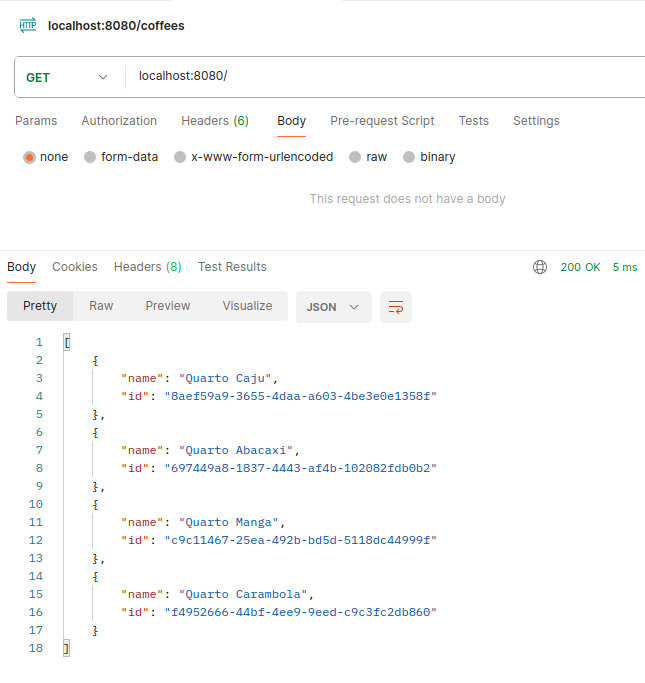 HTTP localhost:8080/coffees
GET localhost:8080/
Params Authorization Headers (6) Body Pre-request Script Tests Settings
none form-data x-www-form-urlencoded raw binary
This request does not have a body
Body Cookies Headers (8) Test Results 200 OK 5 ms
Pretty Raw Preview Visualize JSON
1 [
2 {
3 "name": "Quarto Caju",
4 "id": "8aef59a9-3655-4daa-a603-4be3e0e1358f"
5 },
6 {
7 "name": "Quarto Abacaxi",
8 "id": "697449a8-1837-4443-af4b-102082fdb0b2"
9 },
10 {
11 "name": "Quarto Manga",
12 "id": "c9c11467-25ea-492b-bd5d-5118dc44999f"
13 },
14 {
15 "name": "Quarto Carambola",
16 "id": "f4952666-44bf-4ee9-9eed-c9c3fc2db860"
17 }
18 ]